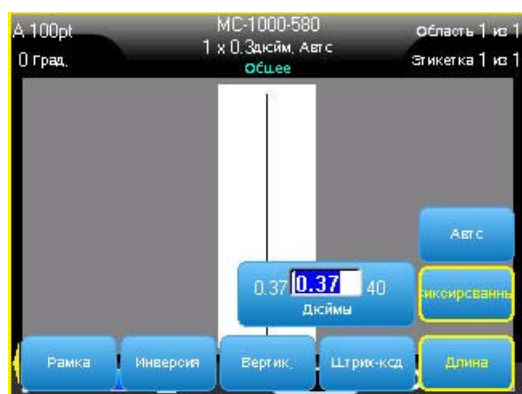 A 100pt
MC-1000-580
Область 1 из 1
1 x 0.3дюйм, Авто
0 град.
Общее
Этикетка 1 из 1
Авто
0.37 0.37 40
Дюймы
иксированны
Рамка
Инверсия
Вертик.
Штрих-код
Длина